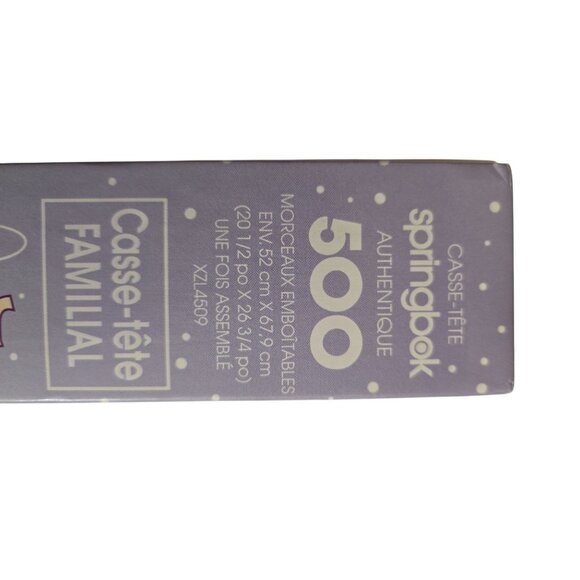 CASSE-TÊTE
springbok
AUTHENTIQUE
500
MORCEAUX EMBOÎTABLES
ENV. 52 cm X 67,9 cm
(20 1/2 po X 26 3/4 po)
UNE FOIS ASSEMBLÉ
XZL4509
Casse-tête
FAMILIAL